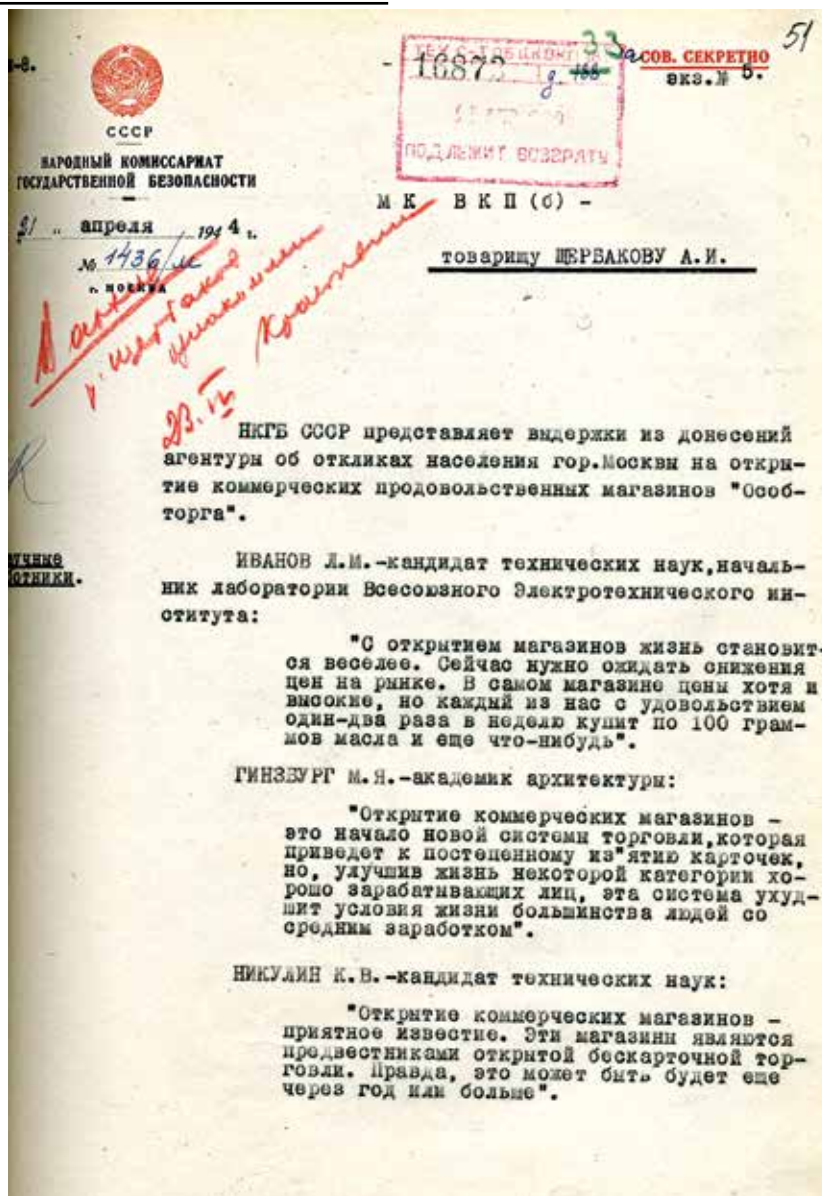 51
СОВ. СЕКРЕТНО
экз.№ 5.
16873
ПОДЛЕЖИТ ВОЗВРАТУ
СССР
НАРОДНЫЙ КОМИССАРИАТ
ГОСУДАРСТВЕННОЙ БЕЗОПАСНОСТИ
21 " апреля 1944 г.
№ 1436/м
г. МОСКВА
МК ВКП(б) -
товарищу ЩЕРБАКОВУ А.И.
23.IV
НКГБ СССР представляет выдержки из донесений
агентуры об откликах населения гор.Москвы на откры-
тие коммерческих продовольственных магазинов "Особ-
торга".
ИВАНОВ Л.М.-кандидат технических наук,началь-
ник лаборатории Всесоюзного Электротехнического ин-
ститута:
"С открытием магазинов жизнь становит-
ся веселее. Сейчас нужно ожидать снижения
цен на рынке. В самом магазине цены хотя и
высокие, но каждый из нас с удовольствием
один-два раза в неделю купит по 100 грам-
мов масла и еще что-нибудь".
ГИНЗБУРГ М.Я.-академик архитектуры:
"Открытие коммерческих магазинов -
это начало новой системы торговли,которая
приведет к постепенному из"ятию карточек,
но, улучшив жизнь некоторой категории хо-
рошо зарабатывающих лиц, эта система ухуд-
шит условия жизни большинства людей со
средним заработком".
НИКУЛИН К.В.-кандидат технических наук:
"Открытие коммерческих магазинов -
приятное известие. Эти магазины являются
предвестниками открытой бескарточной тор-
говли. Правда, это может быть будет еще
через год или больше".